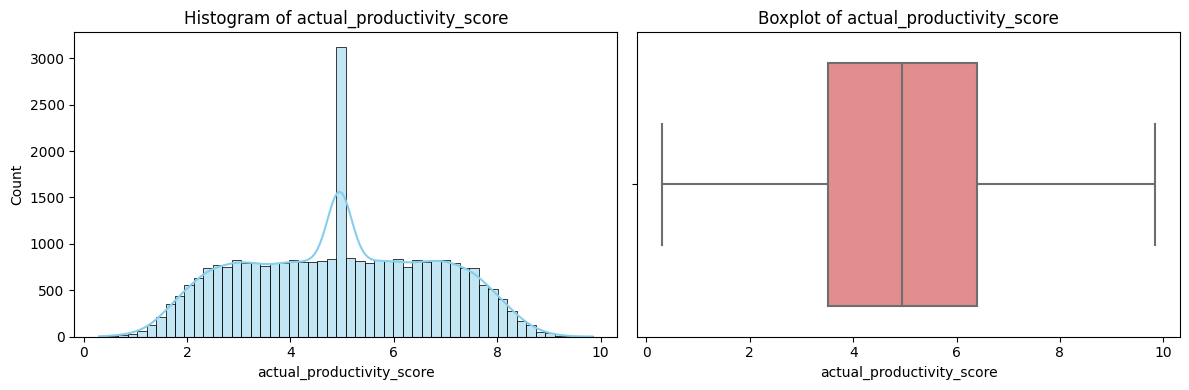 Histogram of actual_productivity_score
3000
2500
2000
1500
1000
500
0
Count
0 2 4 6 8 10
actual_productivity_score
Boxplot of actual_productivity_score
0 2 4 6 8 10
actual_productivity_score